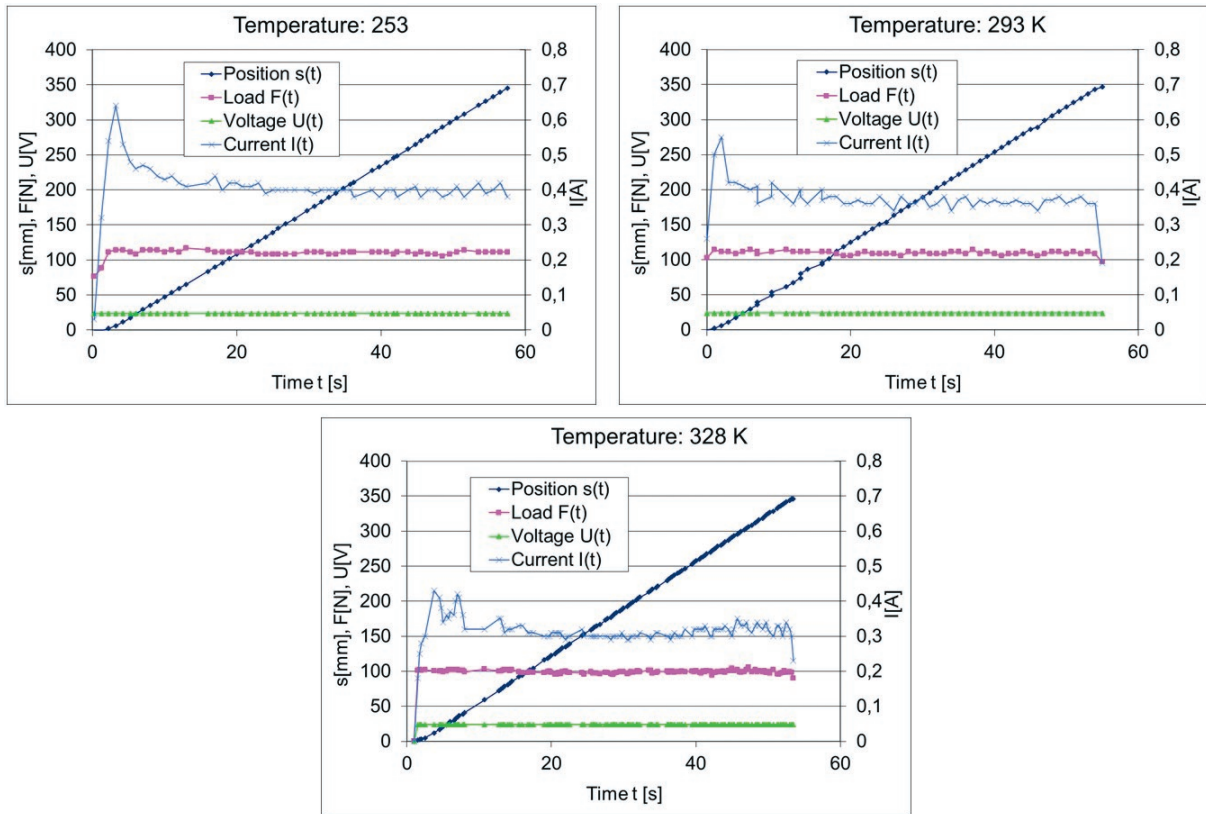 Temperature: 253
400
350
300
250
200
150
100
50
0
s[mm], F[N], U[V]
Position s(t)
Load F(t)
Voltage U(t)
Current I(t)
0,8
0,7
0,6
0,5
0,4
0,3
0,2
0,1
0
I[A]
0 20 40 60
Time t [s]
Temperature: 293 K
400
350
300
250
200
150
100
50
0
s[mm], F[N], U[V]
Position s(t)
Load F(t)
Voltage U(t)
Current I(t)
0,8
0,7
0,6
0,5
0,4
0,3
0,2
0,1
0
I[A]
0 20 40 60
Time t [s]
Temperature: 328 K
400
350
300
250
200
150
100
50
0
s[mm], F[N], U[V]
Position s(t)
Load F(t)
Voltage U(t)
Current I(t)
0,8
0,7
0,6
0,5
0,4
0,3
0,2
0,1
0
I[A]
0 20 40 60
Time t [s]